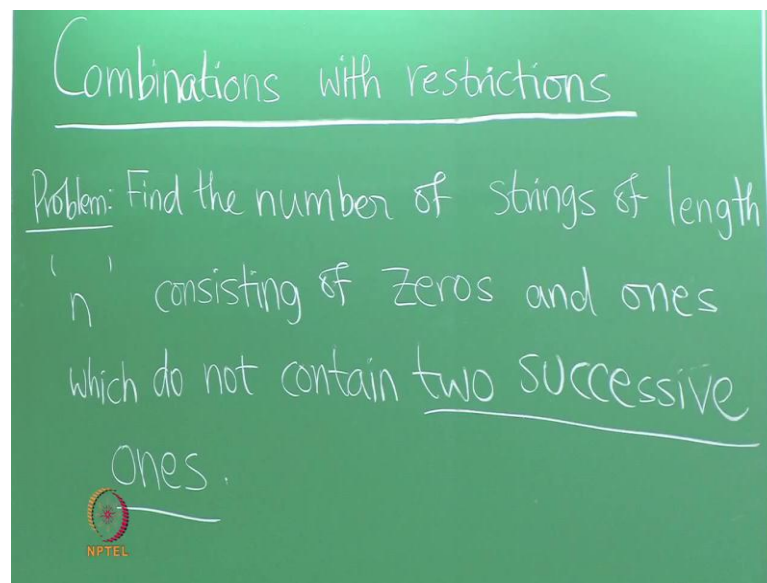 Combinations with restrictions
Problem: Find the number of strings of length
'n' consisting of zeros and ones
which do not contain two successive
ones.
NPTEL